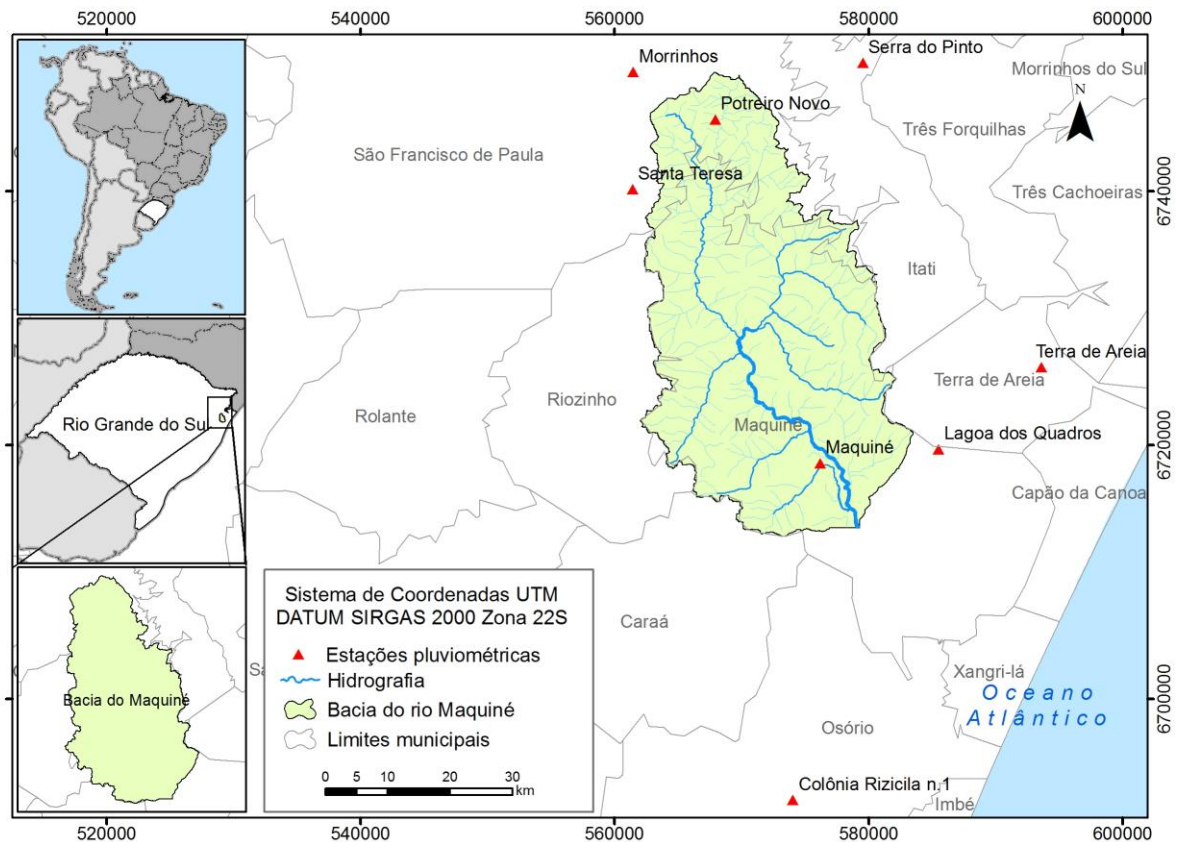 520000
540000
560000
580000
600000
Morrinhos
Serra do Pinto
Morrinhos do Sul
N
Potreiro Novo
Três Forquilhas
São Francisco de Paula
Santa Teresa
Três Cachoeiras
6740000
Itati
Terra de Areia
Terra de Areia
Rio Grande do Sul
Rolante
Riozinho
Maquiné
Maquiné
Lagoa dos Quadros
6720000
Capão da Canoa
Sistema de Coordenadas UTM
DATUM SIRGAS 2000 Zona 22S
Estações pluviométricas
Hidrografia
Bacia do rio Maquiné
Limites municipais
0 5 10 20 30
km
Bacia do Maquiné
Sa
Caraá
Xangri-lá
Oceano
Atlântico
6700000
Osório
Colônia Rizicila n.1
Imbé
520000
540000
560000
580000
600000